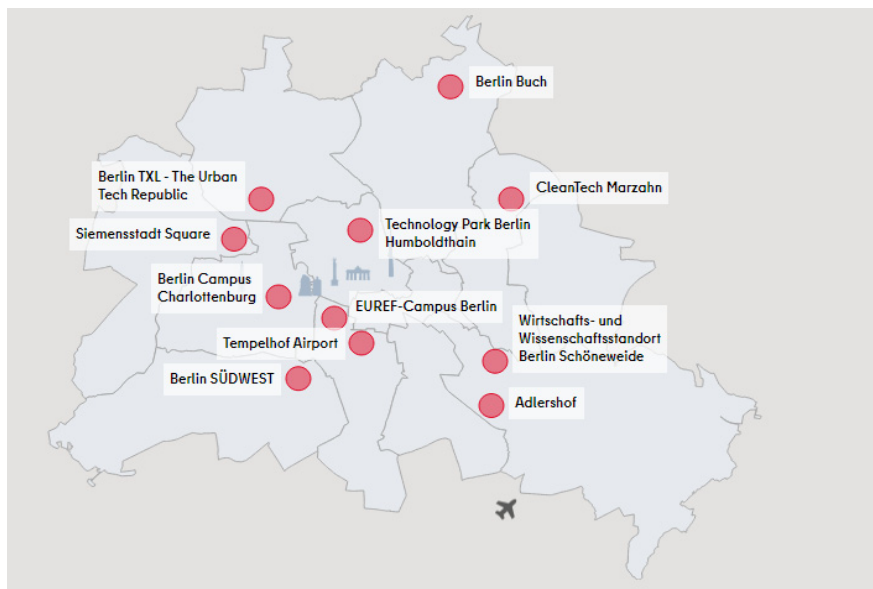 Berlin Buch
Berlin TXL - The Urban
Tech Republic
CleanTech Marzahn
Siemensstadt Square
Technology Park Berlin
Humboldthain
Berlin Campus
Charlottenburg
EUREF-Campus Berlin
Wirtschafts- und
Wissenschaftsstandort
Berlin Schöneweide
Tempelhof Airport
Berlin SÜDWEST
Adlershof